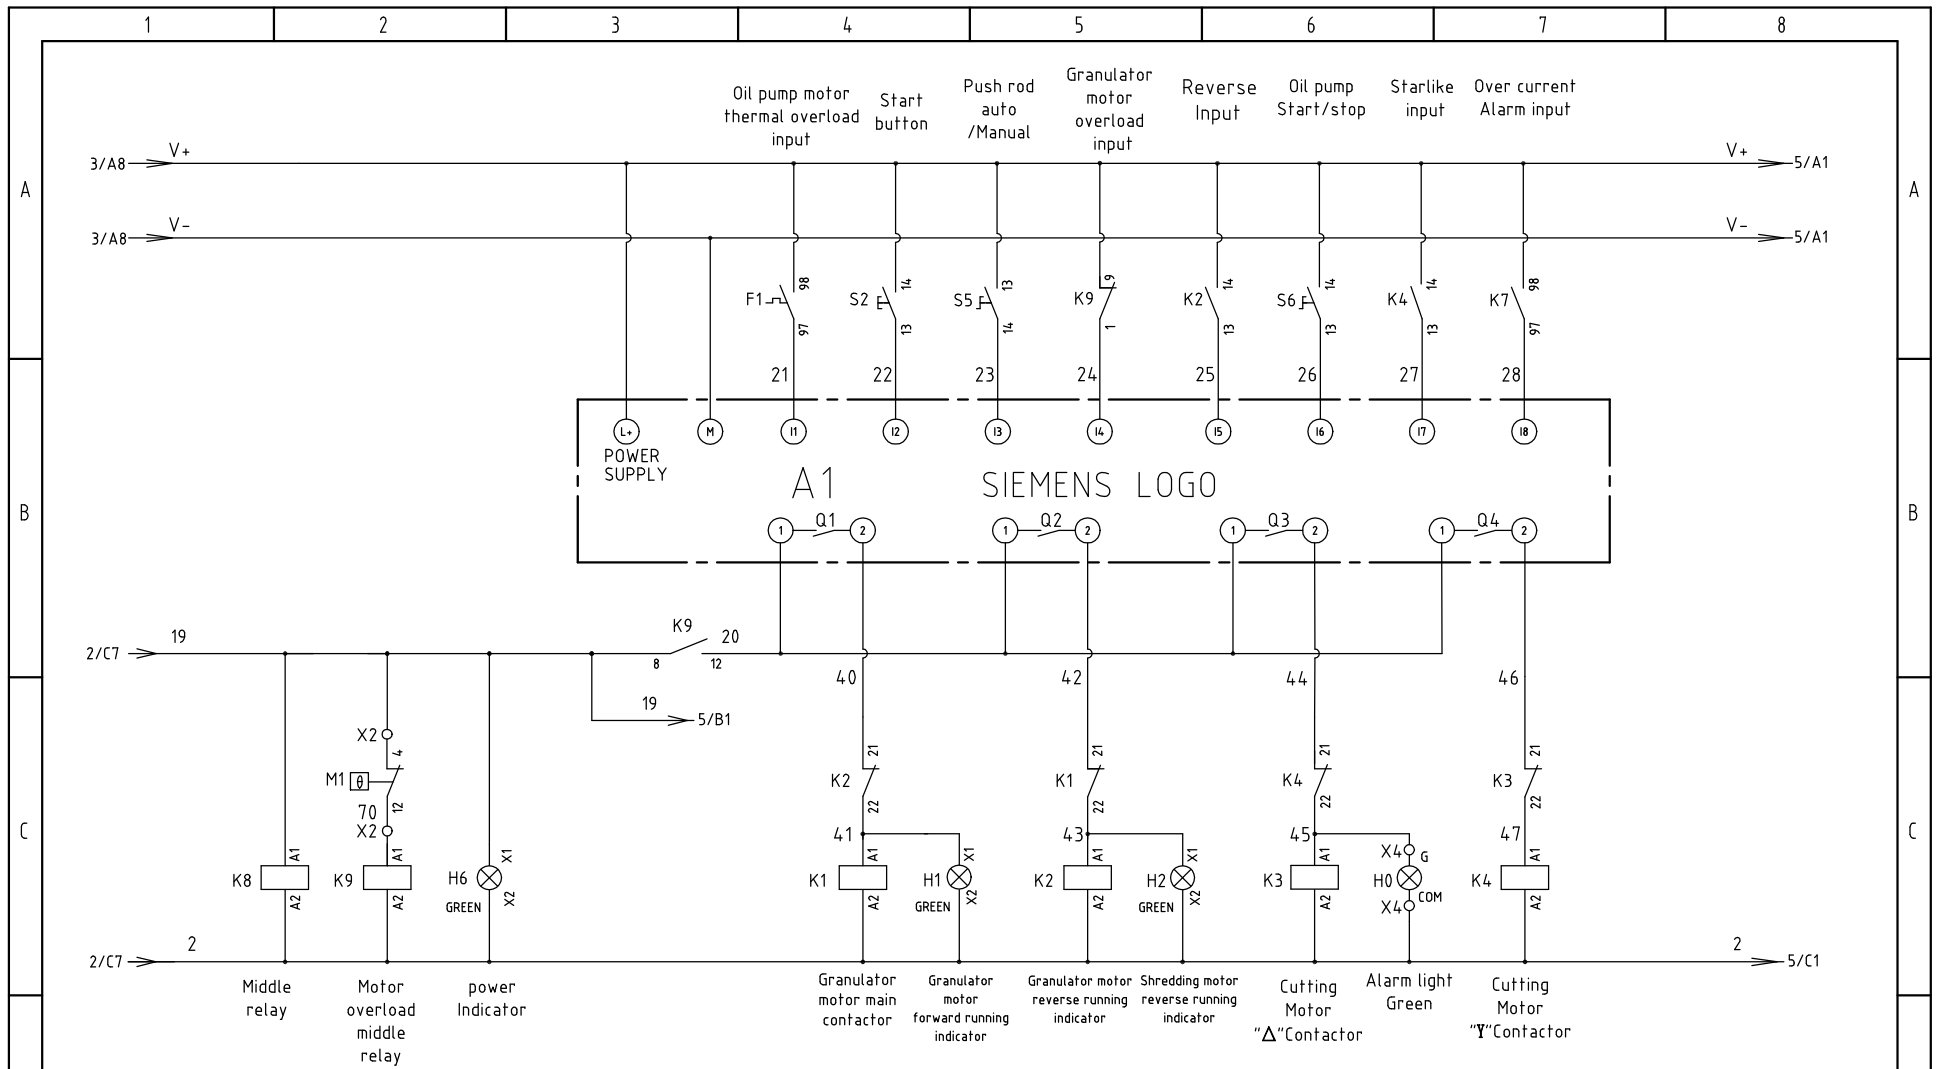 1 2 3 4 5 6 7 8
Oil pump motor
thermal overload
input
Start
button
Push rod
auto
/Manual
Granulator
motor
overload
input
Reverse
Input
Oil pump
Start/stop
Starlike
input
Over current
Alarm input
3/A8 V+ V+ 5/A1
A A
3/A8 V- V- 5/A1
98 14 13 9 14 14 14 98
F1 S2 S5 K9 K2 S6 K4 K7
97 13 14 1 13 13 13 97
21 22 23 24 25 26 27 28
L+ M I1 I2 I3 I4 I5 I6 I7 I8
POWER
SUPPLY
A1 SIEMENS LOGO
B B
1 Q1 2 1 Q2 2 1 Q3 2 1 Q4 2
2/C7 19 K9 20
8 12
40 42 44 46
19 5/B1
X2
4 21 21 21 21
M1 θ K2 K1 K4 K3
70 12 22 22 22 22
X2 41 43 45 47
C C
A1 A1 X1 A1 X1 A1 X1 A1 X4 G A1
K8 K9 H6 K1 H1 K2 H2 K3 H0 K4
A2 A2 X2 A2 X2 A2 X2 A2 X4 COM A2
GREEN GREEN GREEN
2/C7 2 2 5/C1
Middle
relay
Motor
overload
middle
relay
power
Indicator
Granulator
motor main
contactor
Granulator
motor
forward running
indicator
Granulator motor
reverse running
indicator
Shredding motor
reverse running
indicator
Cutting
Motor
"Δ"Contactor
Alarm light
Green
Cutting
Motor
"Y"Contactor